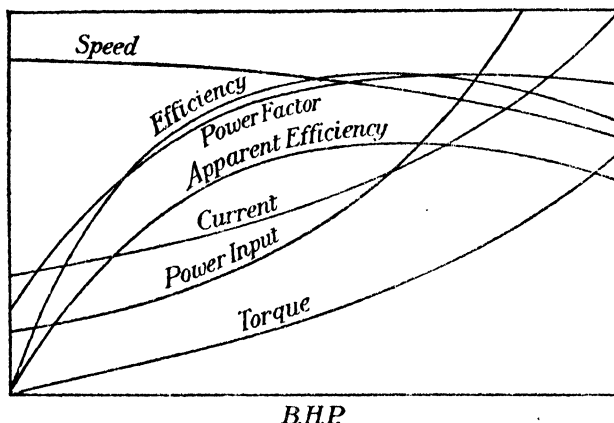 Speed
Efficiency
Power Factor
Apparent Efficiency
Current
Power Input
Torque
B.H.P.